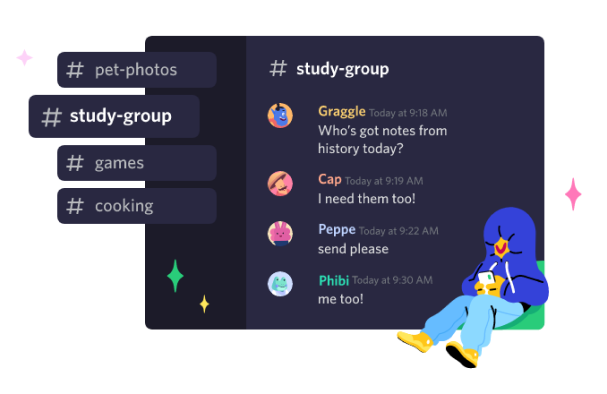 # pet-photos
# study-group
# games
# cooking
# study-group
Graggle Today at 9:18 AM
Who's got notes from
history today?
Cap Today at 9:19 AM
I need them too!
Peppe Today at 9:22 AM
send please
Phibi Today at 9:30 AM
me too!